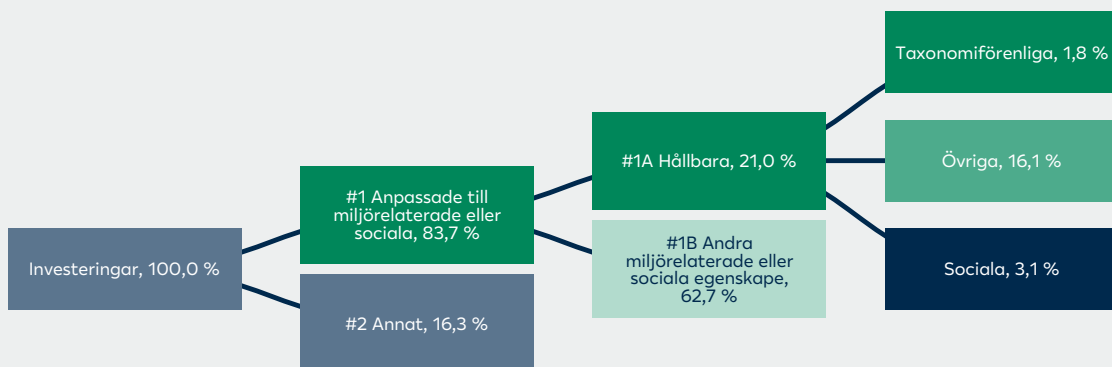 Investeringar, 100,0 %
#1 Anpassade till
miljörelaterade eller
sociala, 83,7 %
#2 Annat, 16,3 %
#1A Hållbara, 21,0 %
#1B Andra
miljörelaterade eller
sociala egenskape,
62,7 %
Taxonomiförenliga, 1,8 %
Övriga, 16,1 %
Sociala, 3,1 %